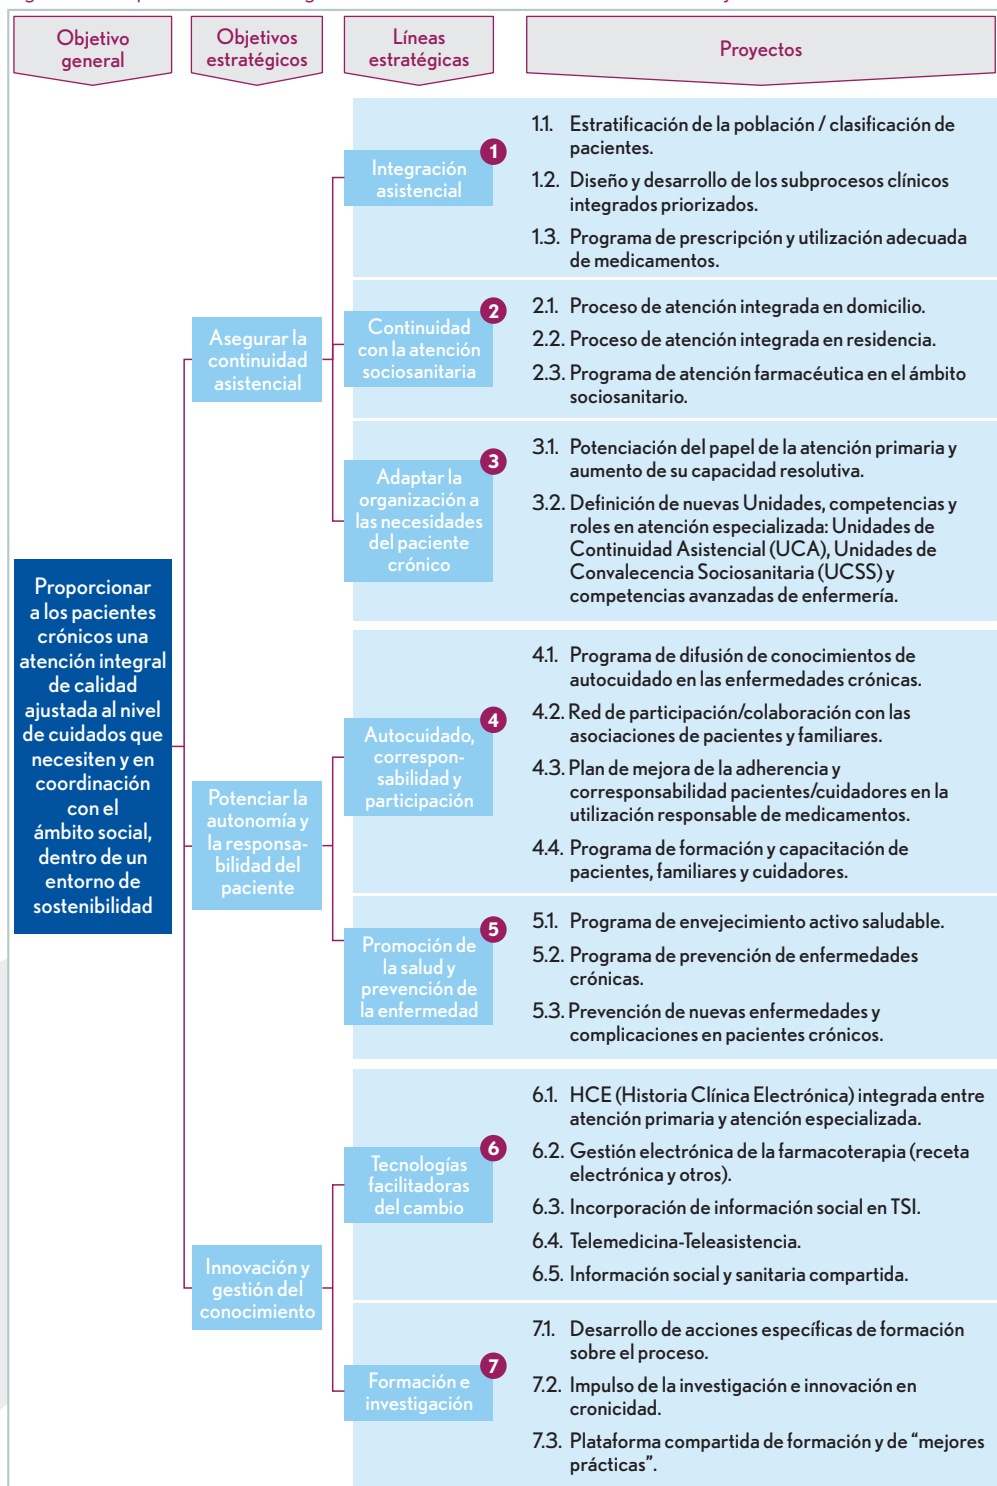 Objetivo
general
Objetivos
estratégicos
Líneas
estratégicas
Proyectos
Proporcionar
a los pacientes
crónicos una
atención integral
de calidad
ajustada al nivel
de cuidados que
necesiten y en
coordinación
con el
ámbito social,
dentro de un
entorno de
sostenibilidad
Asegurar la
continuidad
asistencial
1
Integración
asistencial
1.1. Estratificación de la población / clasificación de
pacientes.
1.2. Diseño y desarrollo de los subprocesos clínicos
integrados priorizados.
1.3. Programa de prescripción y utilización adecuada
de medicamentos.
2
Continuidad
con la atención
sociosanitaria
2.1. Proceso de atención integrada en domicilio.
2.2. Proceso de atención integrada en residencia.
2.3. Programa de atención farmacéutica en el ámbito
sociosanitario.
3
Adaptar la
organización a
las necesidades
del paciente
crónico
3.1. Potenciación del papel de la atención primaria y
aumento de su capacidad resolutiva.
3.2. Definición de nuevas Unidades, competencias y
roles en atención especializada: Unidades de
Continuidad Asistencial (UCA), Unidades de
Convalecencia Sociosanitaria (UCSS) y
competencias avanzadas de enfermería.
Potenciar la
autonomía y
la responsa-
bilidad del
paciente
4
Autocuidado,
correspon-
sabilidad y
participación
4.1. Programa de difusión de conocimientos de
autocuidado en las enfermedades crónicas.
4.2. Red de participación/colaboración con las
asociaciones de pacientes y familiares.
4.3. Plan de mejora de la adherencia y
corresponsabilidad pacientes/cuidadores en la
utilización responsable de medicamentos.
4.4. Programa de formación y capacitación de
pacientes, familiares y cuidadores.
5
Promoción de
la salud y
prevención de
la enfermedad
5.1. Programa de envejecimiento activo saludable.
5.2. Programa de prevención de enfermedades
crónicas.
5.3. Prevención de nuevas enfermedades y
complicaciones en pacientes crónicos.
Innovación y
gestión del
conocimiento
6
Tecnologías
facilitadoras
del cambio
6.1. HCE (Historia Clínica Electrónica) integrada entre
atención primaria y atención especializada.
6.2. Gestión electrónica de la farmacoterapia (receta
electrónica y otros).
6.3. Incorporación de información social en TSI.
6.4. Telemedicina-Teleasistencia.
6.5. Información social y sanitaria compartida.
7
Formación e
investigación
7.1. Desarrollo de acciones específicas de formación
sobre el proceso.
7.2. Impulso de la investigación e innovación en
cronicidad.
7.3. Plataforma compartida de formación y de “mejores
prácticas”.